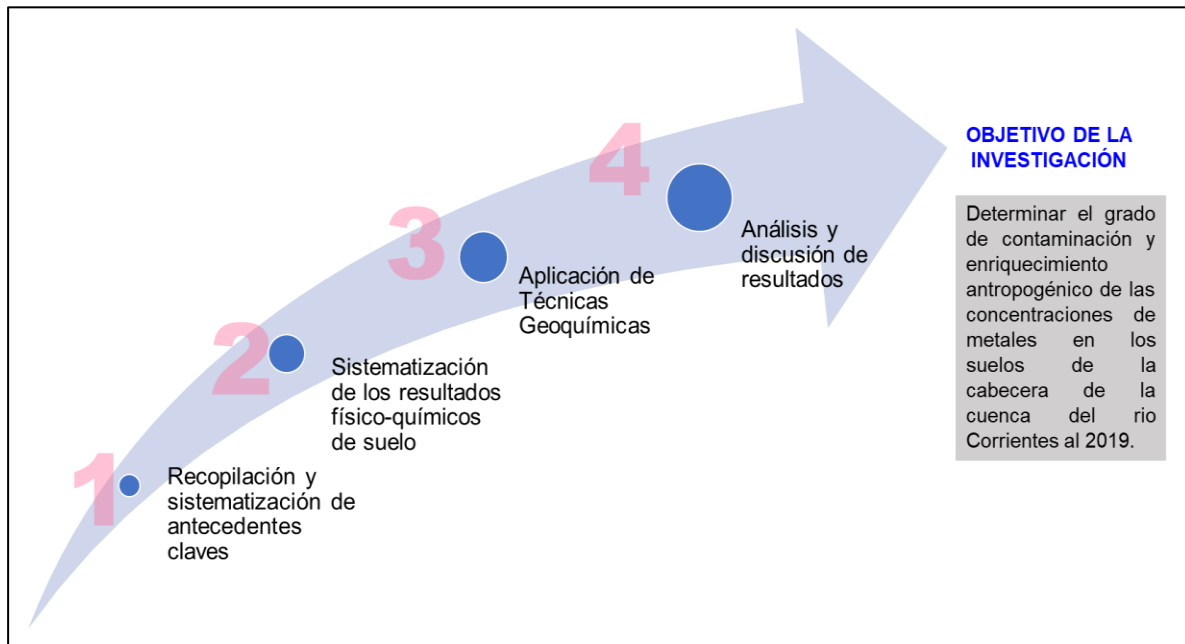 1
Recopilación y
sistematización de
antecedentes
claves
2
Sistematización
de los resultados
físico-químicos
de suelo
3
Aplicación de
Técnicas
Geoquímicas
4
Análisis y
discusión de
resultados
OBJETIVO DE LA
INVESTIGACIÓN
Determinar el grado
de contaminación y
enriquecimiento
antropogénico de las
concentraciones de
metales en los
suelos de la
cabecera de la
cuenca del rio
Corrientes al 2019.